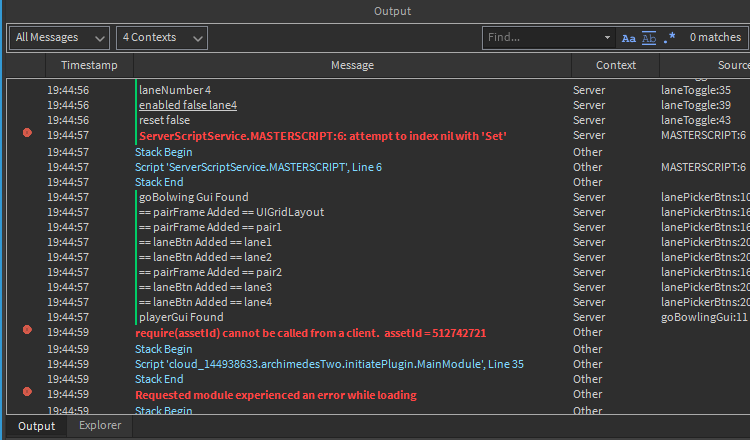 Output
All Messages 4 Contexts Find... Aa Ab .* 0 matches
Timestamp Message Context Source
19:44:56 laneNumber 4 Server laneToggle:35
19:44:56 enabled false lane4 Server laneToggle:39
19:44:56 reset false Server laneToggle:43
19:44:57 ServerScriptService.MASTERSCRIPT:6: attempt to index nil with 'Set' Server MASTERSCRIPT:6
19:44:57 Stack Begin Other
19:44:57 Script 'ServerScriptService.MASTERSCRIPT', Line 6 Other MASTERSCRIPT:6
19:44:57 Stack End Other
19:44:57 goBolwing Gui Found Server lanePickerBtns:10
19:44:57 == pairFrame Added == UIGridLayout Server lanePickerBtns:16
19:44:57 == pairFrame Added == pair1 Server lanePickerBtns:16
19:44:57 == laneBtn Added == lane1 Server lanePickerBtns:20
19:44:57 == laneBtn Added == lane2 Server lanePickerBtns:20
19:44:57 == pairFrame Added == pair2 Server lanePickerBtns:16
19:44:57 == laneBtn Added == lane3 Server lanePickerBtns:20
19:44:57 == laneBtn Added == lane4 Server lanePickerBtns:20
19:44:57 playerGui Found Server goBowlingGui:11
19:44:59 require(assetId) cannot be called from a client. assetId = 512742721 Other
19:44:59 Stack Begin Other
19:44:59 Script 'cloud_144938633.archimedesTwo.initiatePlugin.MainModule', Line 35 Other
19:44:59 Stack End Other
19:44:59 Requested module experienced an error while loading Other
19:44:59 Stack Begin Other
Output Explorer